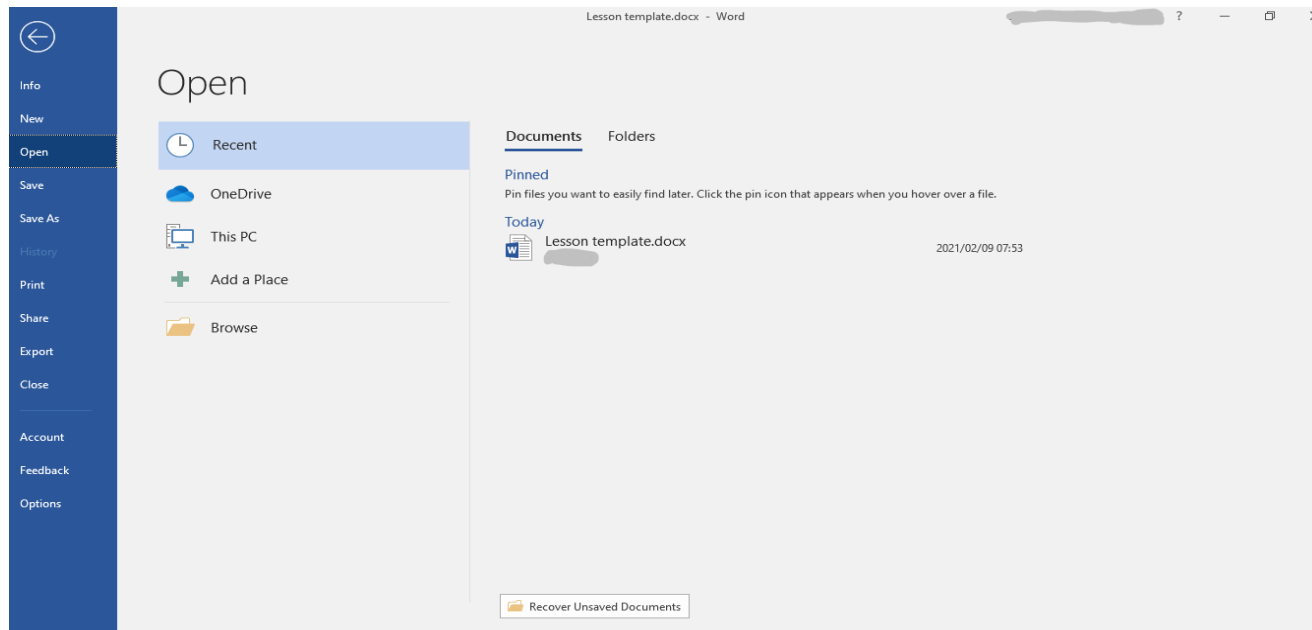 Lesson template.docx - Word
?
Info
New
Open
Save
Save As
History
Print
Share
Export
Close
Account
Feedback
Options
Open
Recent
OneDrive
This PC
Add a Place
Browse
Documents Folders
Pinned
Pin files you want to easily find later. Click the pin icon that appears when you hover over a file.
Today
Lesson template.docx
2021/02/09 07:53
Recover Unsaved Documents